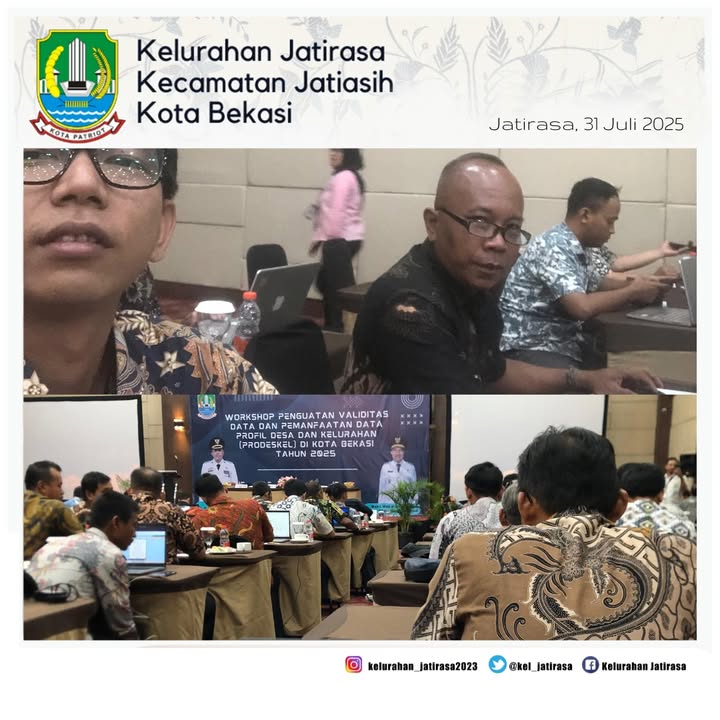 Kelurahan Jatirasa
Kecamatan Jatiasih
Kota Bekasi
KOTA PATRIOT
Jatirasa, 31 Juli 2025
WORKSHOP PENGUATAN VALIDITAS
DATA DAN PEMANFAATAN DATA
PROFIL DESA DAN KELURAHAN
(PRODESKEL) DI KOTA BEKASI
TAHUN 2025
kelurahan_jatirasa2023
@kel_jatirasa
Kelurahan Jatirasa